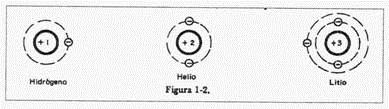 +1
+2
+3
Hidrógeno
Helio
Litio
Figura 1-2.